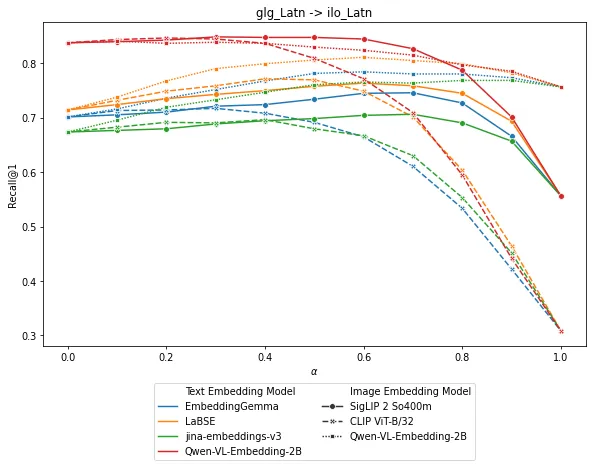 glg_Latn -> ilo_Latn
Recall@1
0.8
0.7
0.6
0.5
0.4
0.3
0.0
0.2
0.4
0.6
0.8
1.0
α
Text Embedding Model
EmbeddingGemma
LaBSE
jina-embeddings-v3
Qwen-VL-Embedding-2B
Image Embedding Model
SigLIP 2 So400m
CLIP ViT-B/32
Qwen-VL-Embedding-2B